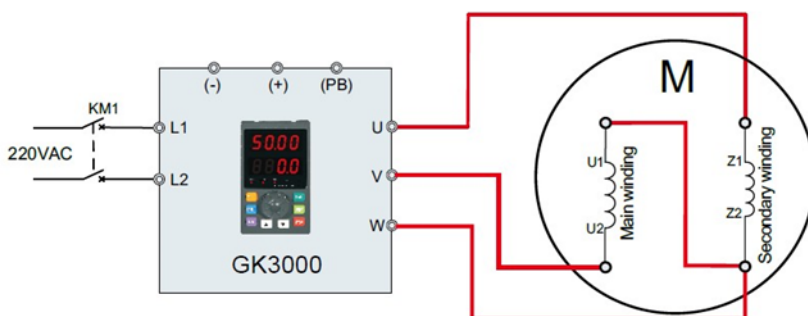 (-) (+) (PB)
KM1
L1
220VAC
L2
50.00
0.0
GK3000
U
V
W
M
U1
U2
Main winding
Z1
Z2
Secondary winding